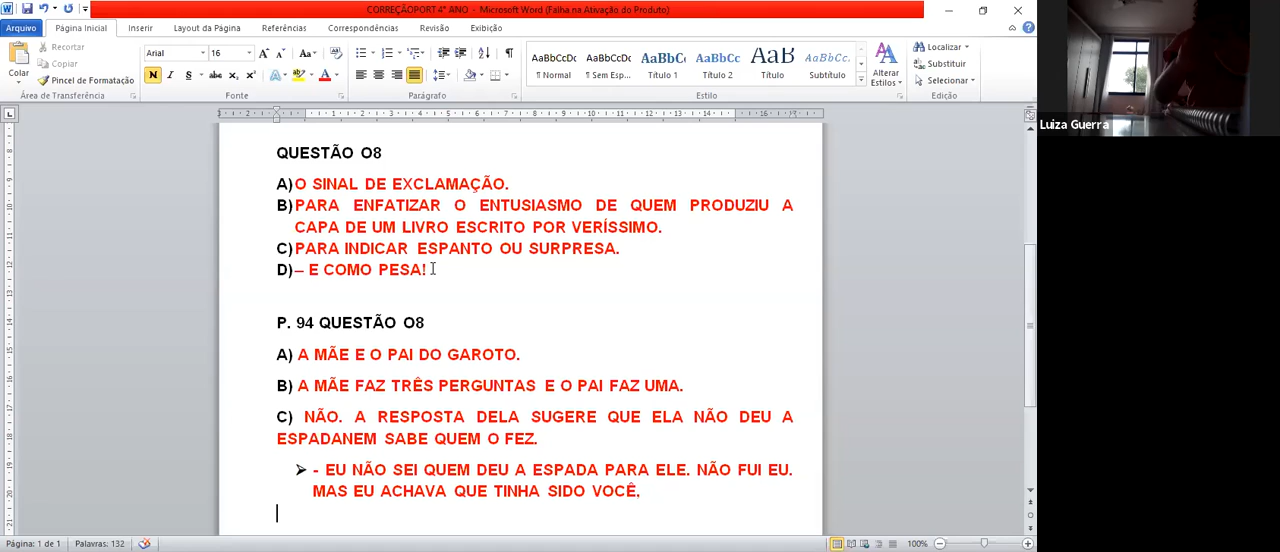 CORREÇÃOPORT 4° ANO - Microsoft Word (Falha na Ativação do Produto)
Arquivo Página Inicial Inserir Layout da Página Referências Correspondências Revisão Exibição
Colar
Recortar
Copiar
Pincel de Formatação
Área de Transferência
Arial 16
N I S abe x₂ x²
Fonte
Parágrafo
AaBbCcDc AaBbCcDc AaBbC AaBbCc AaB AaBbCc.
¶ Normal ¶ Sem Esp... Título 1 Título 2 Título Subtítulo
Alterar Estilos
Estilo
Localizar
Substituir
Selecionar
Edição
Luiza Guerra
QUESTÃO O8
A) O SINAL DE EXCLAMAÇÃO.
B) PARA ENFATIZAR O ENTUSIASMO DE QUEM PRODUZIU A
CAPA DE UM LIVRO ESCRITO POR VERÍSSIMO.
C) PARA INDICAR ESPANTO OU SURPRESA.
D) – E COMO PESA!
P. 94 QUESTÃO O8
A) A MÃE E O PAI DO GAROTO.
B) A MÃE FAZ TRÊS PERGUNTAS E O PAI FAZ UMA.
C) NÃO. A RESPOSTA DELA SUGERE QUE ELA NÃO DEU A
ESPADANEM SABE QUEM O FEZ.
➢ - EU NÃO SEI QUEM DEU A ESPADA PARA ELE. NÃO FUI EU.
MAS EU ACHAVA QUE TINHA SIDO VOCÊ.
Página: 1 de 1 Palavras: 132 100%